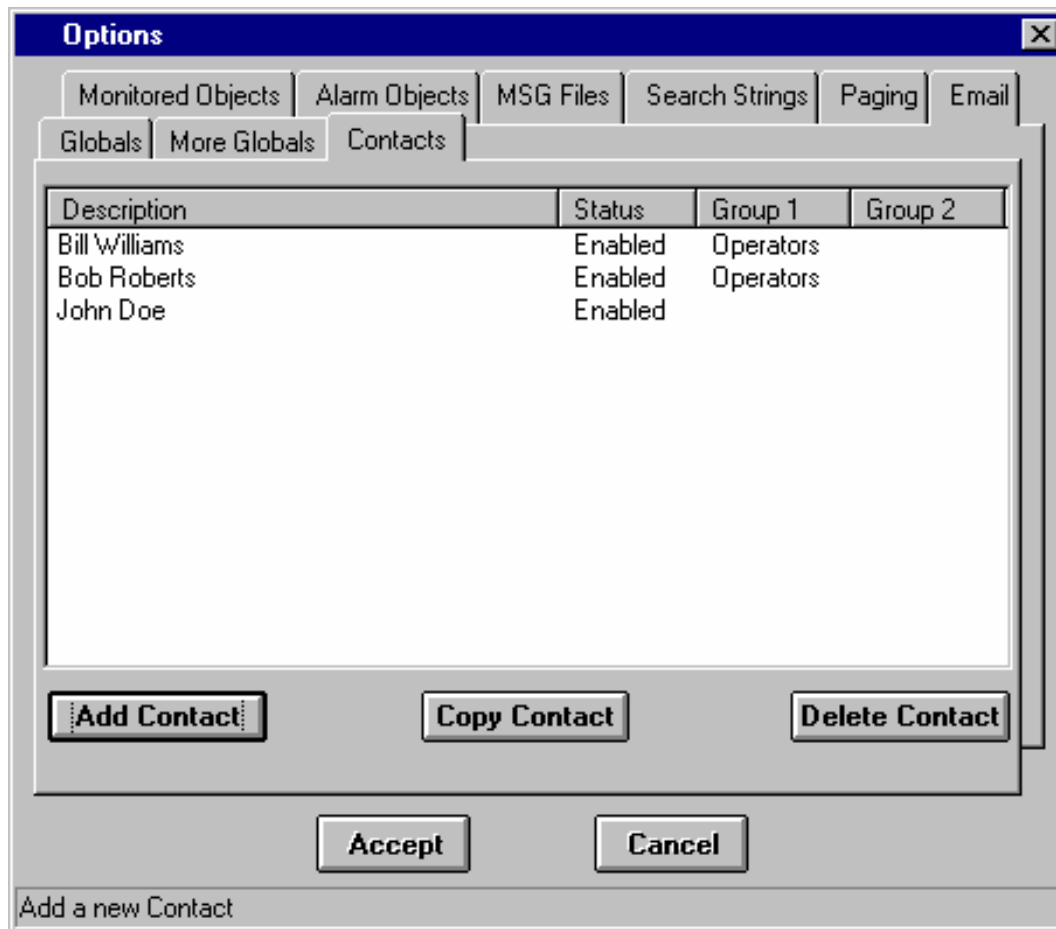 Options
Monitored Objects Alarm Objects MSG Files Search Strings Paging Email
Globals More Globals Contacts
Description Status Group 1 Group 2
Bill Williams Enabled Operators
Bob Roberts Enabled Operators
John Doe Enabled
Add Contact Copy Contact Delete Contact
Accept Cancel
Add a new Contact